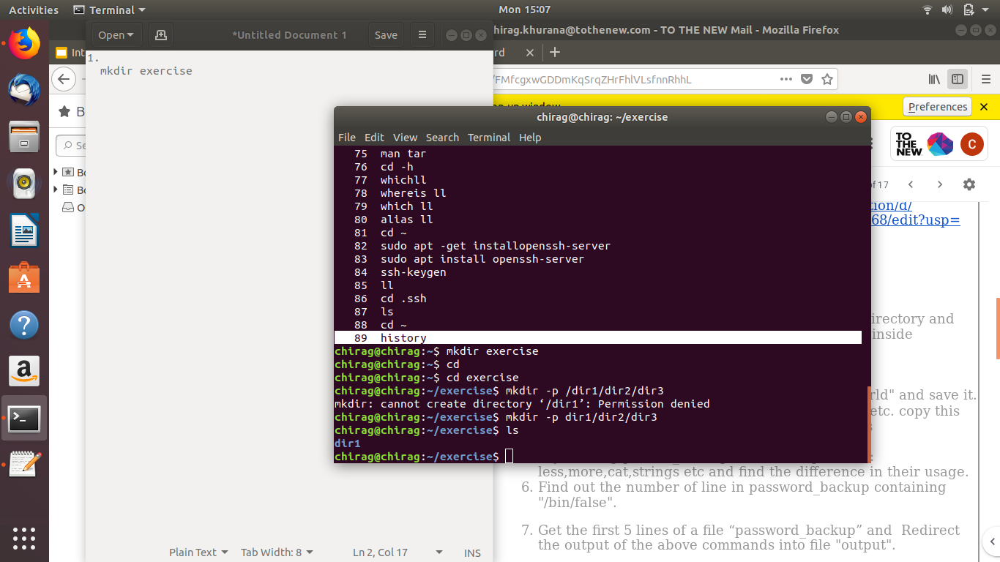 Activities
Terminal
Mon 15:07
Open
*Untitled Document 1
Save
1.
mkdir exercise
Plain Text
Tab Width: 8
Ln 2, Col 17
INS
hirag.khurana@tothenew.com - TO THE NEW Mail - Mozilla Firefox
Int
rd
/FMfcgxwGDDmKqSrqZHrFhlVLsfnnRhhL
Preferences
B
Se
Bo
Bo
O
TO
THE
NEW
C
of 17
chirag@chirag: ~/exercise
File Edit View Search Terminal Help
75 man tar
76 cd -h
77 whichll
78 whereis ll
79 which ll
80 alias ll
81 cd ~
82 sudo apt -get installopenssh-server
83 sudo apt install openssh-server
84 ssh-keygen
85 ll
86 cd .ssh
87 ls
88 cd ~
89 history
chirag@chirag:~$ mkdir exercise
chirag@chirag:~$ cd
chirag@chirag:~$ cd exercise
chirag@chirag:~/exercise$ mkdir -p /dir1/dir2/dir3
mkdir: cannot create directory ‘/dir1’: Permission denied
chirag@chirag:~/exercise$ mkdir -p dir1/dir2/dir3
chirag@chirag:~/exercise$ ls
dir1
chirag@chirag:~/exercise$
tion/d/
68/edit?usp=
irectory and
inside
rld" and save it.
etc. copy this
less,more,cat,strings etc and find the difference in their usage.
6. Find out the number of line in password_backup containing
"/bin/false".
7. Get the first 5 lines of a file “password_backup” and Redirect
the output of the above commands into file "output".